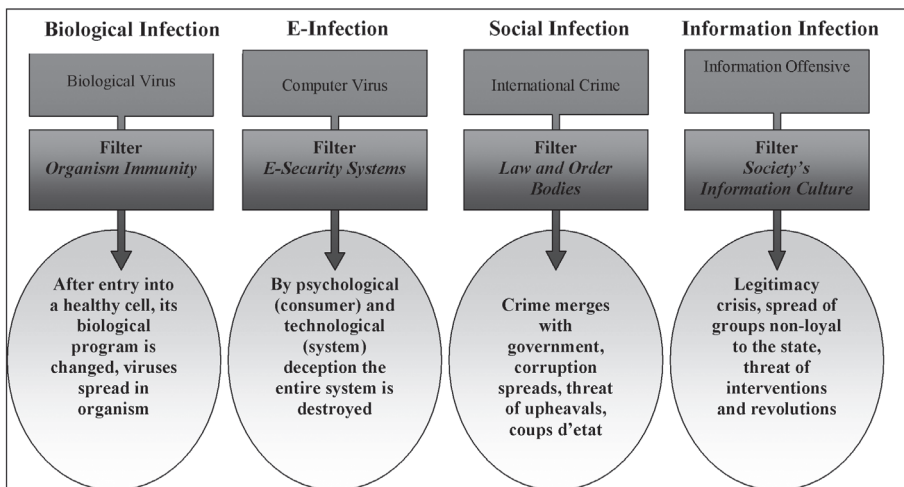 Biological Infection
Biological Virus
Filter
Organism Immunity
After entry into
a healthy cell, its
biological
program is
changed, viruses
spread in
organism
E-Infection
Computer Virus
Filter
E-Security Systems
By psychological
(consumer) and
technological
(system)
deception the
entire system is
destroyed
Social Infection
International Crime
Filter
Law and Order
Bodies
Crime merges
with
government,
corruption
spreads, threat
of upheavals,
coups d’etat
Information Infection
Information Offensive
Filter
Society’s
Information Culture
Legitimacy
crisis, spread of
groups non-loyal
to the state,
threat of
interventions
and revolutions